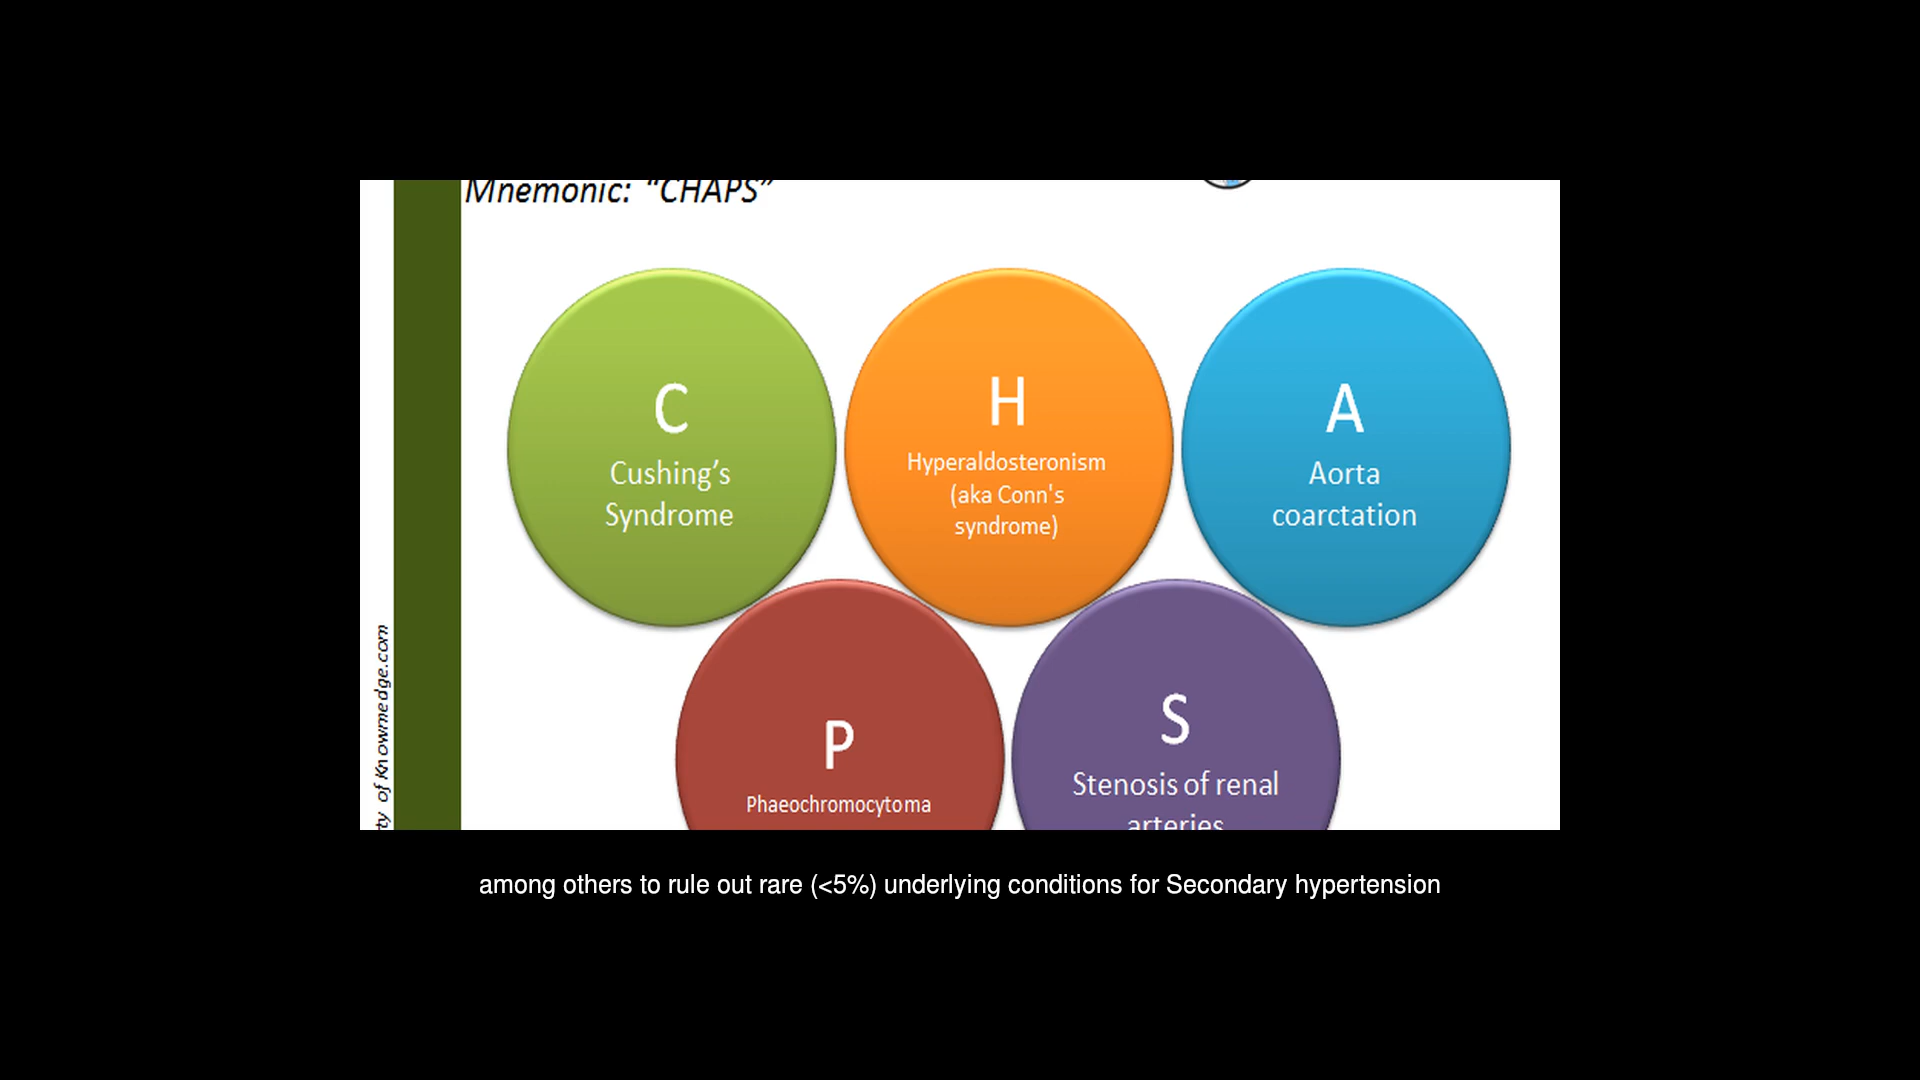 Mnemonic: “CHAPS”
C
Cushing’s
Syndrome
H
Hyperaldosteronism
(aka Conn's
syndrome)
A
Aorta
coarctation
P
Phaeochromocytoma
S
Stenosis of renal
arteries
ty of Knowmedge.com
among others to rule out rare (<5%) underlying conditions for Secondary hypertension